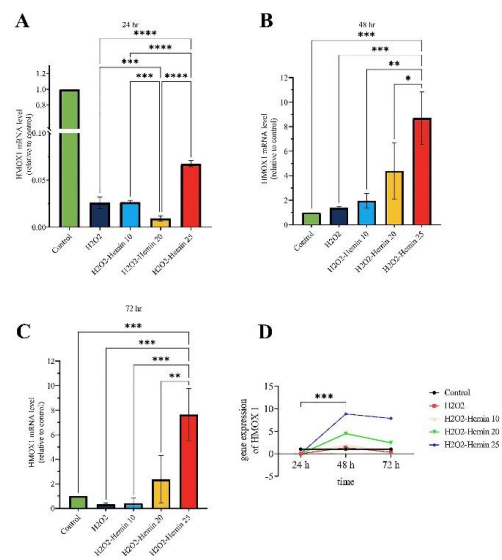 A
24 hr
****
****
***
***
****
HMOX1 mRNA level
(relative to control)
1.2
1.0
0.8
0.10
0.05
0.00
Control
H2O2
H2O2-Hemin 10
H2O2-Hemin 20
H2O2-Hemin 25
B
48 hr
***
***
**
*
HMOX1 mRNA level
(relative to control)
12
10
8
6
4
2
0
Control
H2O2
H2O2-Hemin 10
H2O2-Hemin 20
H2O2-Hemin 25
C
72 hr
***
***
***
**
HMOX1 mRNA level
(relative to control)
12
10
8
6
4
2
0
Control
H2O2
H2O2-Hemin 10
H2O2-Hemin 20
H2O2-Hemin 25
D
***
gene expression
of HMOX 1
15
10
5
0
-5
24 h 48 h 72 h
time
Control
H2O2
H2O2-Hemin 10
H2O2-Hemin 20
H2O2-Hemin 25